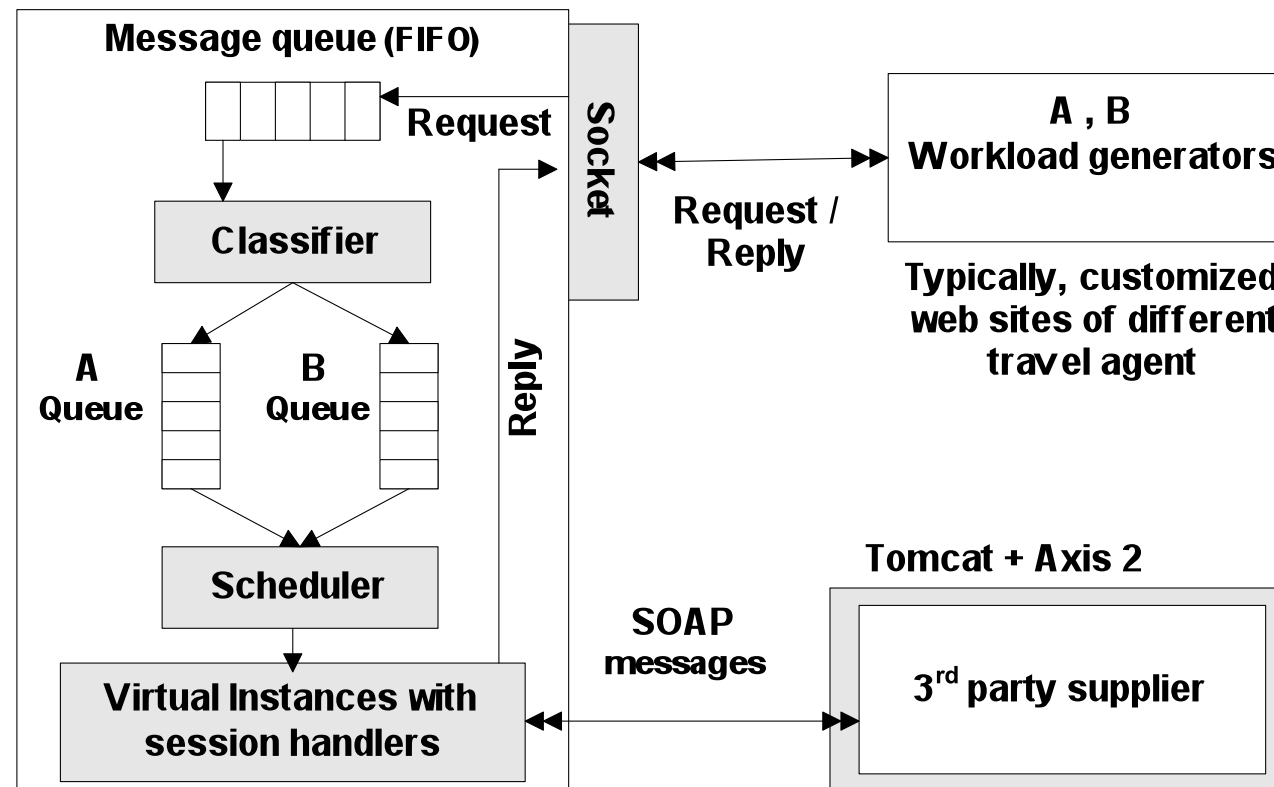 Message queue (FIFO)
Request
Socket
A , B
Workload generators
Request /
Reply
Classifier
Typically, customized
web sites of different
travel agent
A
Queue
B
Queue
Reply
Scheduler
Tomcat + Axis 2
SOAP
messages
3rd party supplier
Virtual Instances with
session handlers